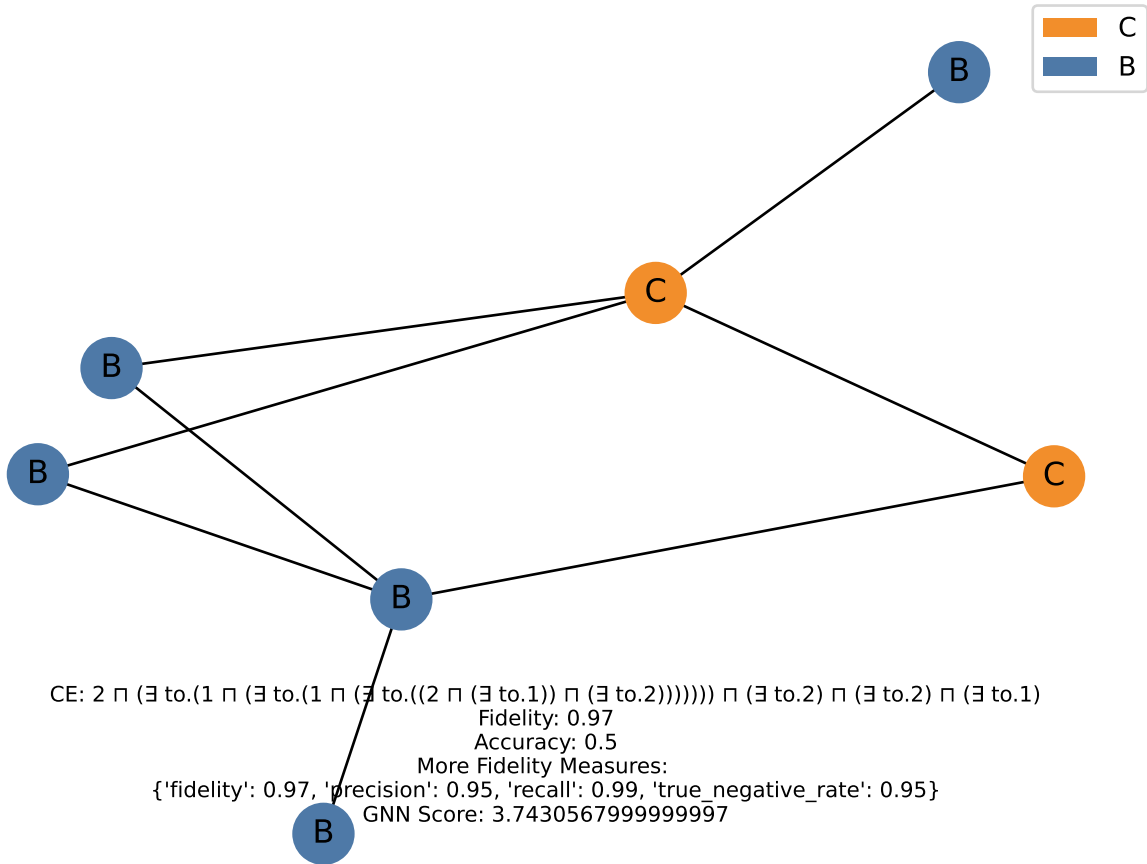 C
B
B
C
B
B
C
B
CE: 2 ⊓ (∃ to.(1 ⊓ (∃ to.(1 ⊓ (∃ to.((2 ⊓ (∃ to.1)) ⊓ (∃ to.2))))))) ⊓ (∃ to.2) ⊓ (∃ to.2) ⊓ (∃ to.1)
Fidelity: 0.97
Accuracy: 0.5
More Fidelity Measures:
{'fidelity': 0.97, 'precision': 0.95, 'recall': 0.99, 'true_negative_rate': 0.95}
GNN Score: 3.7430567999999997
B